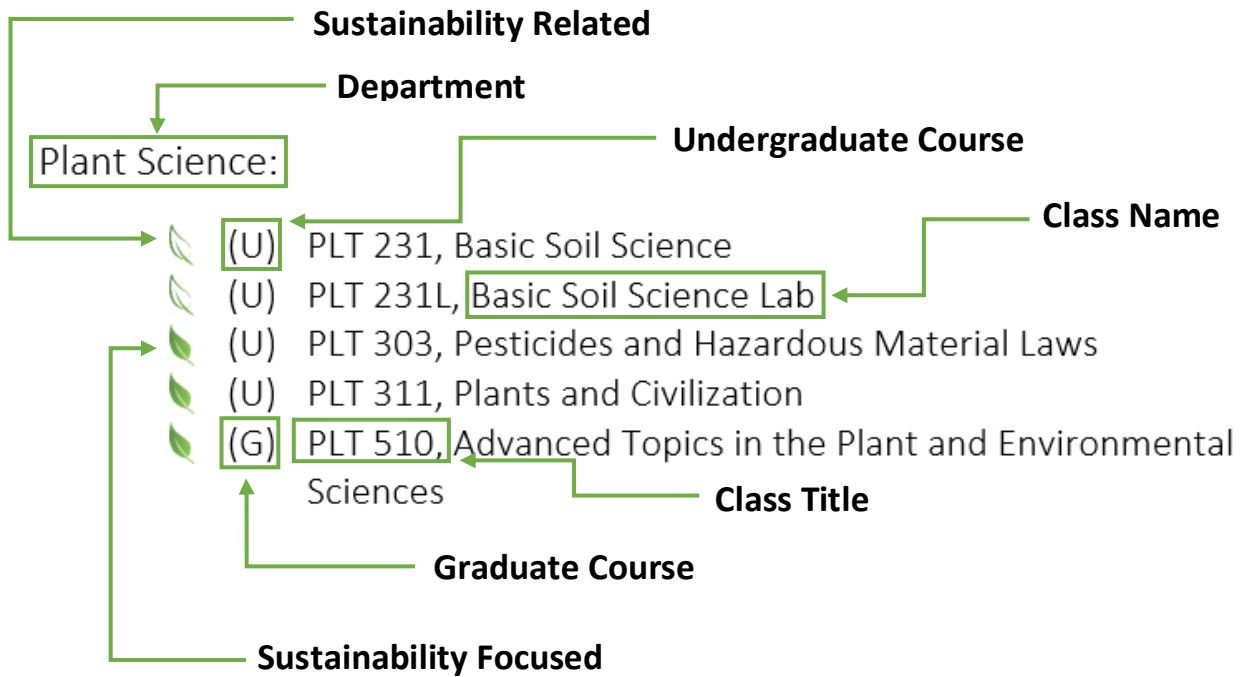 Sustainability Related
Department
Undergraduate Course
Plant Science:
Class Name
(U) PLT 231, Basic Soil Science
(U) PLT 231L, Basic Soil Science Lab
(U) PLT 303, Pesticides and Hazardous Material Laws
(U) PLT 311, Plants and Civilization
(G) PLT 510, Advanced Topics in the Plant and Environmental
Sciences
Class Title
Graduate Course
Sustainability Focused